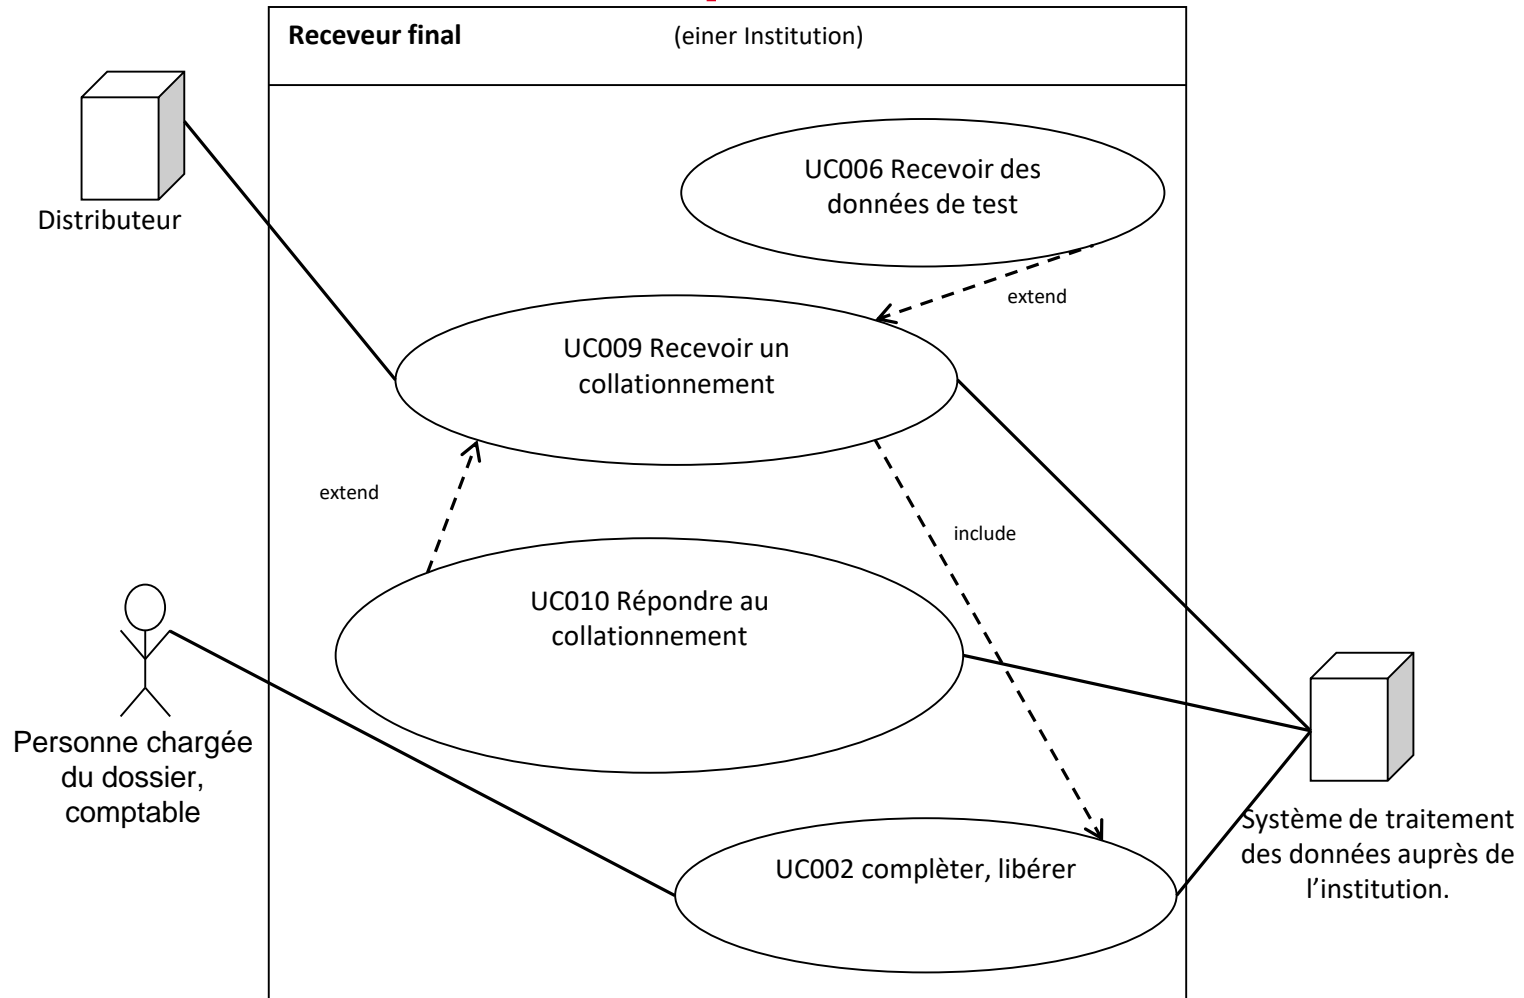 Receveur final (einer Institution)
UC006 Recevoir des
données de test
Distributeur
extend
UC009 Recevoir un
collationnement
extend
include
UC010 Répondre au
collationnement
Personne chargée
du dossier,
comptable
Système de traitement
des données auprès de
l’institution.
UC002 complèter, libérer